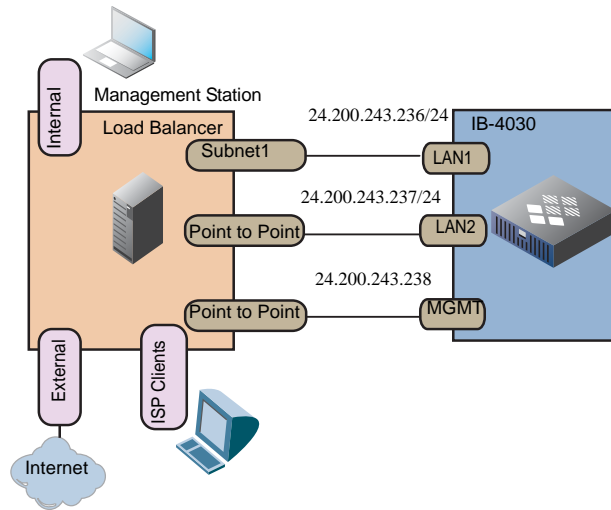 Internal
Management Station
Load Balancer
24.200.243.236/24
IB-4030
Subnet1
LAN1
24.200.243.237/24
Point to Point
LAN2
24.200.243.238
Point to Point
MGMT
External
ISP Clients
Internet